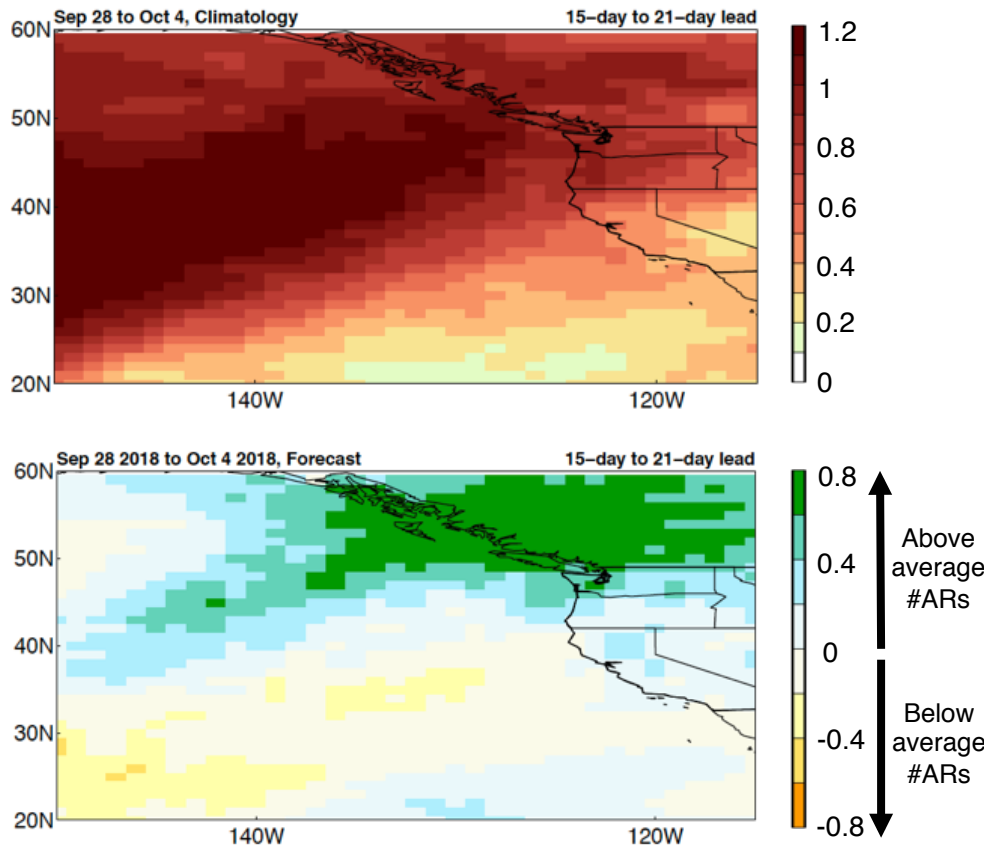 Sep 28 to Oct 4, Climatology 15-day to 21-day lead
60N
50N
40N
30N
20N
140W 120W
1.2
1
0.8
0.6
0.4
0.2
0
Sep 28 2018 to Oct 4 2018, Forecast 15-day to 21-day lead
60N
50N
40N
30N
20N
140W 120W
0.8
0.4
0
-0.4
-0.8
Above
average
#ARs
Below
average
#ARs